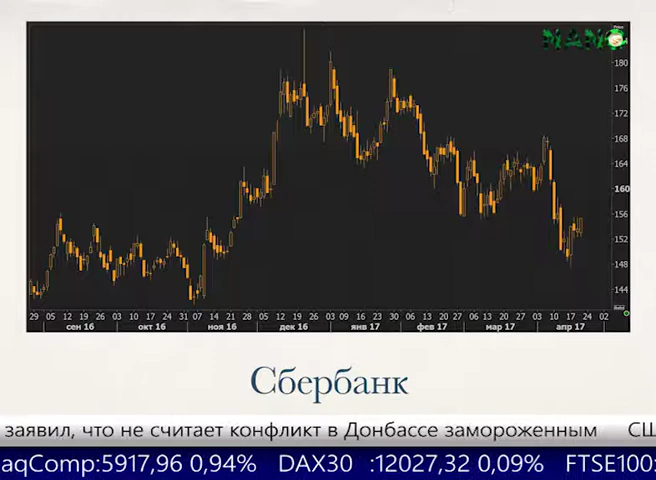 180
176
172
168
164
160
156
152
148
144
29 05 12 19 26 03 10 17 24 31 07 14 21 28 05 12 19 26 03 09 16 23 30 06 13 20 27 06 13 20 27 03 10 17 24 02
сен 16 окт 16 ноя 16 дек 16 янв 17 фев 17 мар 17 апр 17
Сбербанк
заявил, что не считает конфликт в Донбассе замороженным СШ
aqComp:5917,96 0,94% DAX30 :12027,32 0,09% FTSE100: